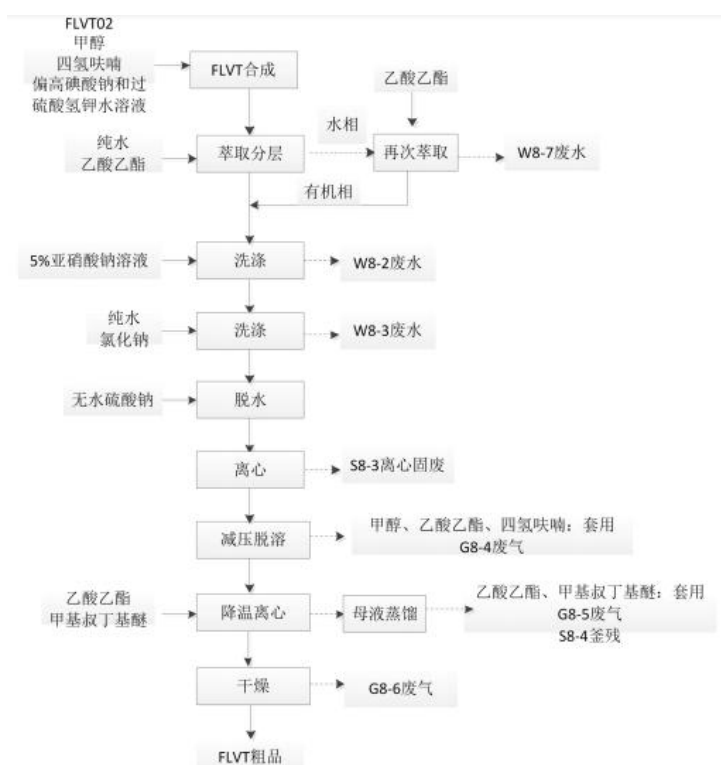 FLVT02
甲醇
四氢呋喃
偏高碘酸钠和过
硫酸氢钾水溶液
FLVT合成
乙酸乙酯
纯水
乙酸乙酯
萃取分层
水相
再次萃取
W8-7废水
有机相
5%亚硝酸钠溶液
洗涤
W8-2废水
纯水
氯化钠
洗涤
W8-3废水
无水硫酸钠
脱水
离心
S8-3离心固废
减压脱溶
甲醇、乙酸乙酯、四氢呋喃：套用
G8-4废气
乙酸乙酯
甲基叔丁基醚
降温离心
母液蒸馏
乙酸乙酯、甲基叔丁基醚：套用
G8-5废气
S8-4釜残
干燥
G8-6废气
FLVT粗品